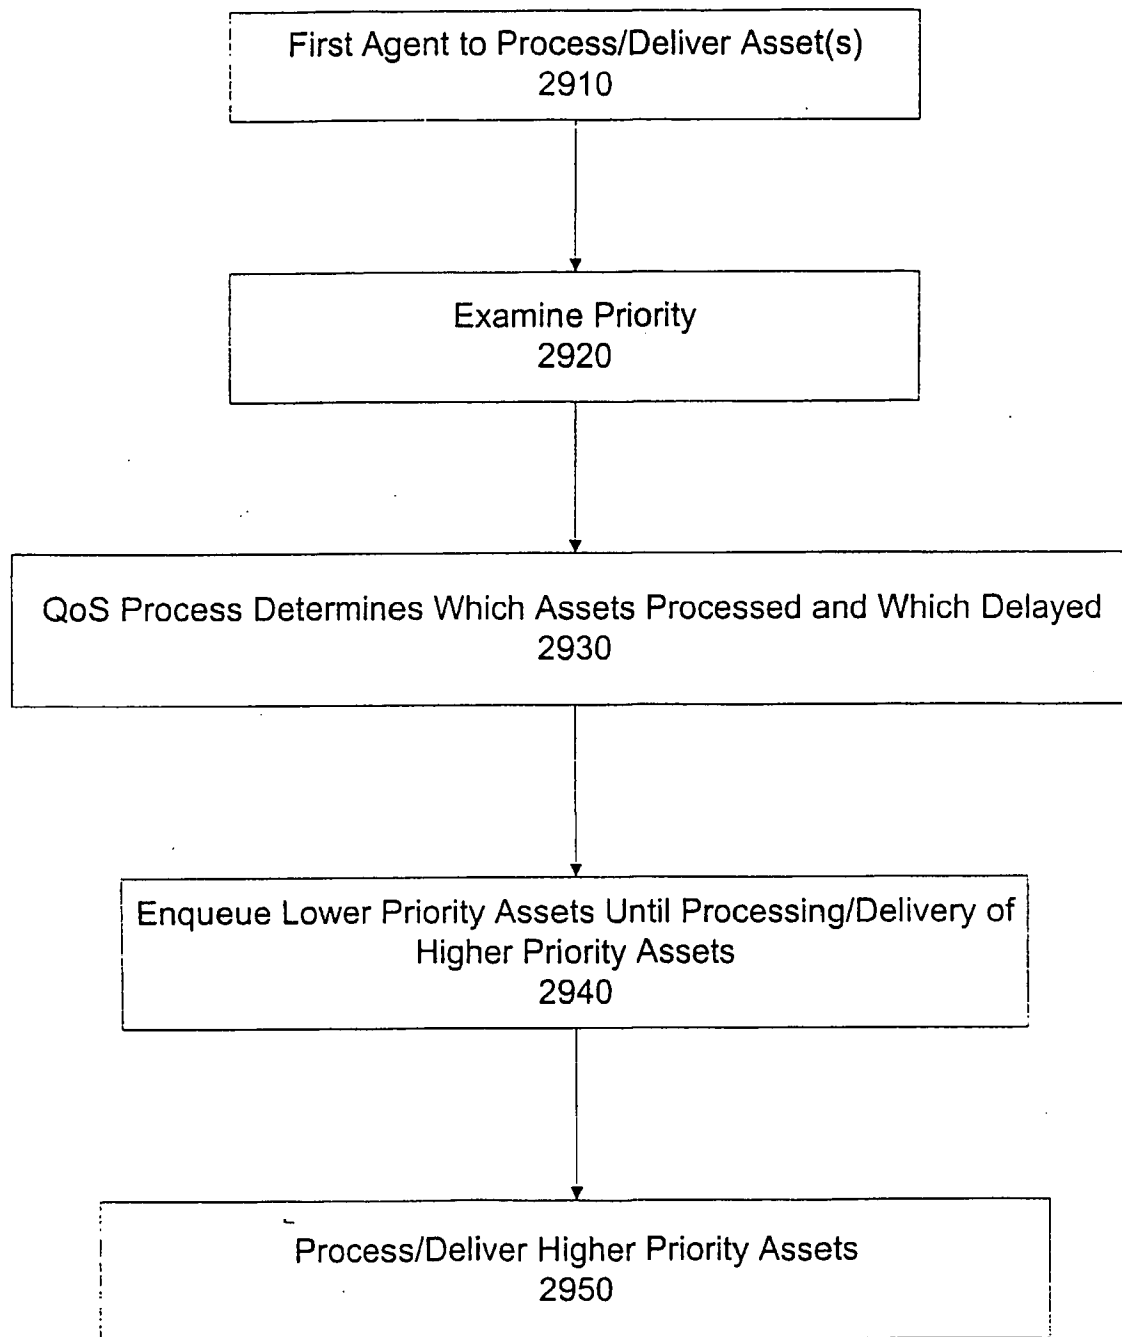 First Agent to Process/Deliver Asset(s)
2910
Examine Priority
2920
QoS Process Determines Which Assets Processed and Which Delayed
2930
Enqueue Lower Priority Assets Until Processing/Delivery of
Higher Priority Assets
2940
Process/Deliver Higher Priority Assets
2950